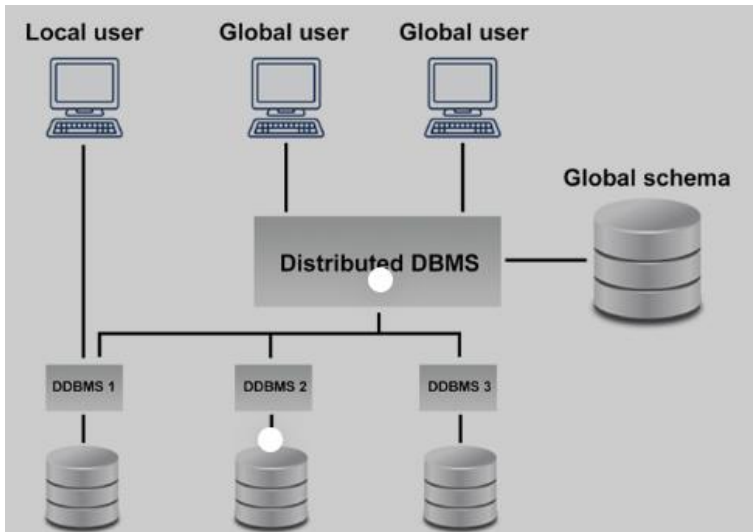 Local user
Global user
Global user
Global schema
Distributed DBMS
DDBMS 1
DDBMS 2
DDBMS 3